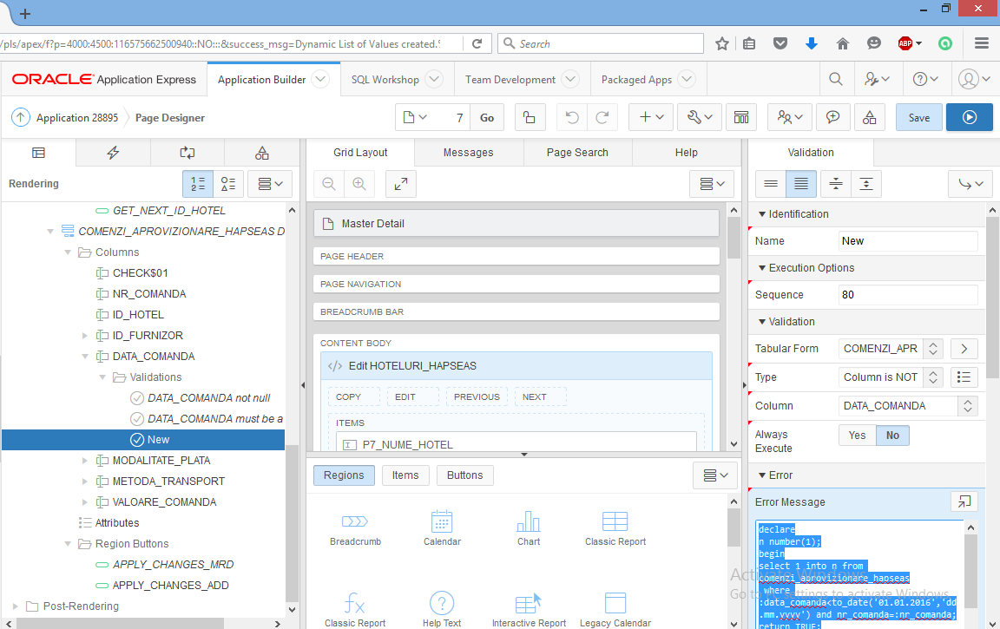 /pls/apex/f?p=4000:4500:116575662500940::NO:::&success_msg=Dynamic List of Values created.
Search
ABP
ORACLE Application Express
Application Builder
SQL Workshop
Team Development
Packaged Apps
Application 28895
Page Designer
7
Go
Save
Grid Layout
Messages
Page Search
Help
Validation
Rendering
GET_NEXT_ID_HOTEL
COMENZI_APROVIZIONARE_HAPSEAS D
Columns
CHECK$01
NR_COMANDA
ID_HOTEL
ID_FURNIZOR
DATA_COMANDA
Validations
DATA_COMANDA not null
DATA_COMANDA must be a
New
MODALITATE_PLATA
METODA_TRANSPORT
VALOARE_COMANDA
Attributes
Region Buttons
APPLY_CHANGES_MRD
APPLY_CHANGES_ADD
Post-Rendering
Master Detail
PAGE HEADER
PAGE NAVIGATION
BREADCRUMB BAR
CONTENT BODY
Edit HOTELURI_HAPSEAS
COPY
EDIT
PREVIOUS
NEXT
ITEMS
P7_NUME_HOTEL
Regions
Items
Buttons
Breadcrumb
Calendar
Chart
Classic Report
Classic Report
Help Text
Interactive Report
Legacy Calendar
Identification
Name
New
Execution Options
Sequence
80
Validation
Tabular Form
COMENZI_APR
Type
Column is NOT
Column
DATA_COMANDA
Always
Execute
Yes
No
Error
Error Message
declare
n number(1);
begin
select 1 into n from
comenzi_aprovizionare_hapseas
where
:data_comanda<to_date('01.01.2016','dd
.mm.yyyy') and nr_comanda=:nr_comanda;
return TRUE;
Activate Windows
Go to PC settings to activate Windows.